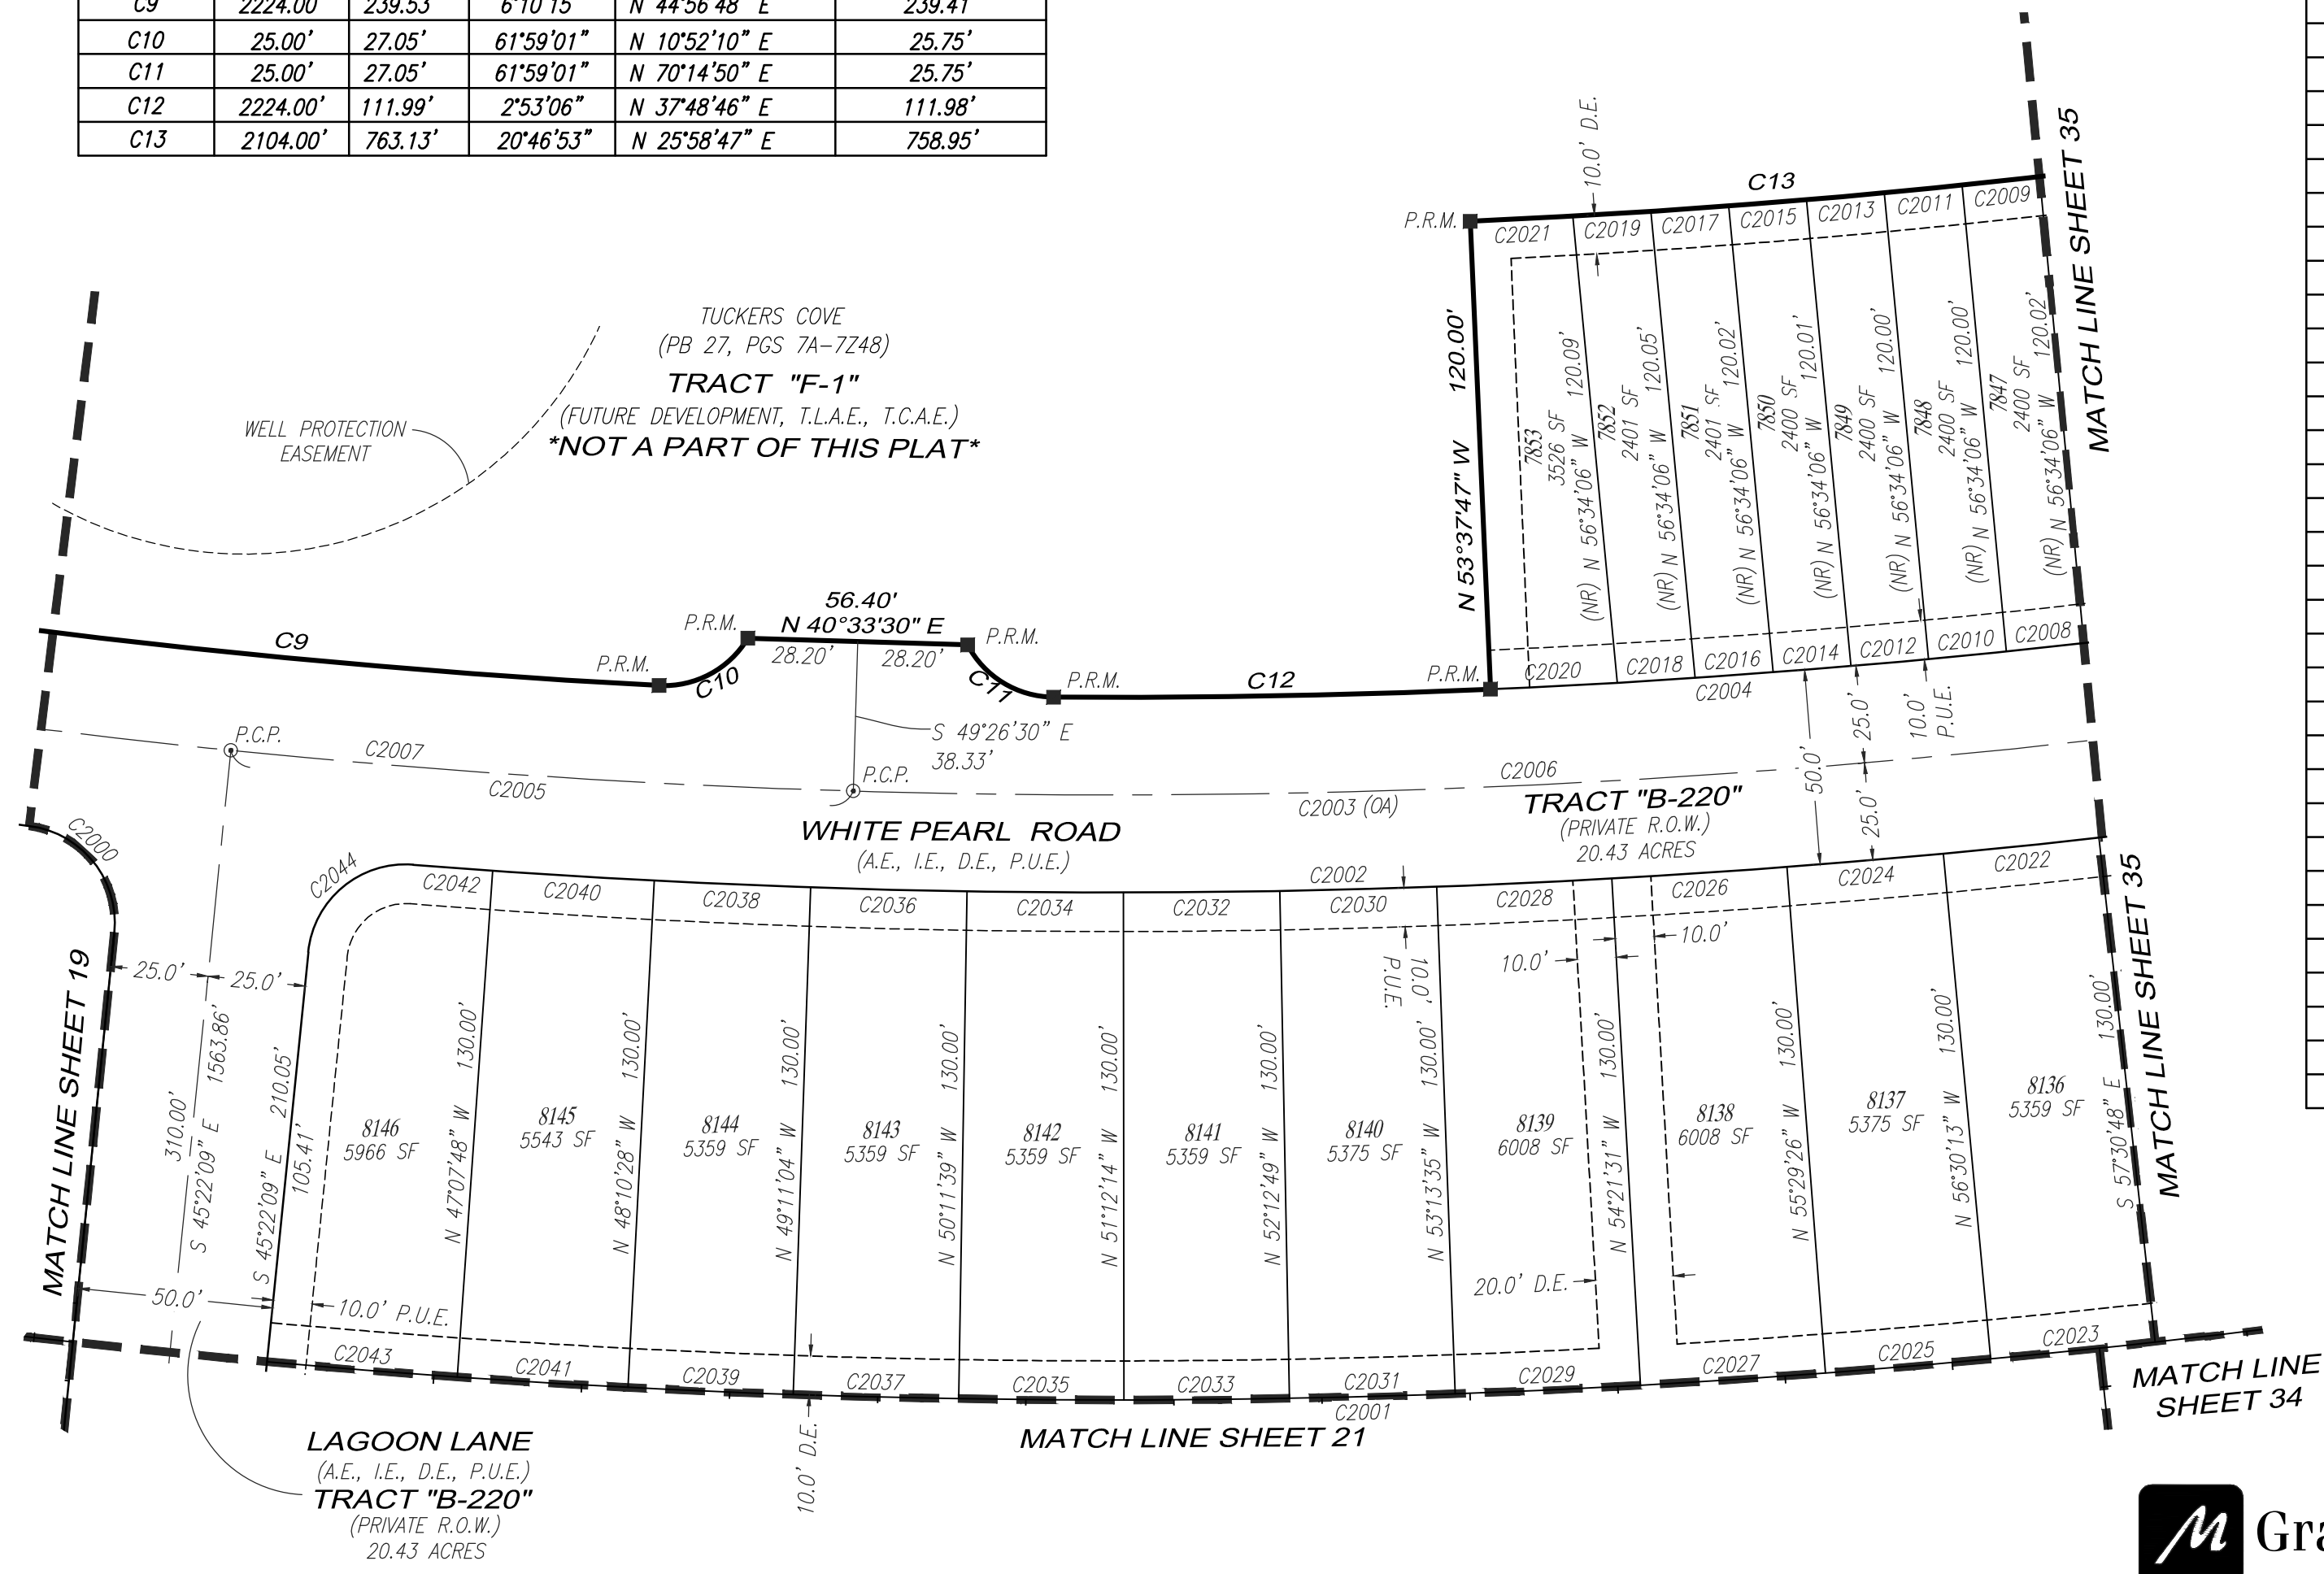 C9 2224.00' 239.53' 6°10'15" N 44°56'48" E 239.41'
C10 25.00' 27.05' 61°59'01" N 10°52'10" E 25.75'
C11 25.00' 27.05' 61°59'01" N 70°14'50" E 25.75'
C12 2224.00' 111.99' 2°53'06" N 37°48'46" E 111.98'
C13 2104.00' 763.13' 20°46'53" N 25°58'47" E 758.95'
10.0' D.E.
MATCH LINE SHEET 35
C13
P.R.M.
C2021
C2019
C2017
C2015
C2013
C2011
C2009
TUCKERS COVE
(PB 27, PGS 7A-7Z48)
TRACT "F-1"
(FUTURE DEVELOPMENT, T.L.A.E., T.C.A.E.)
*NOT A PART OF THIS PLAT*
WELL PROTECTION
EASEMENT
N 53°37'47" W 120.00'
7853
3526 SF
(NR) N 56°34'06" W 120.09'
7852
2401 SF
(NR) N 56°34'06" W 120.05'
7851
2401 SF
(NR) N 56°34'06" W 120.02'
7850
2400 SF
(NR) N 56°34'06" W 120.01'
7849
2400 SF
(NR) N 56°34'06" W 120.00'
7848
2400 SF
(NR) N 56°34'06" W 120.00'
7847
2400 SF
(NR) N 56°34'06" W 120.02'
C9
P.R.M.
C10
P.R.M.
56.40'
N 40°33'30" E
28.20'
28.20'
P.R.M.
C11
P.R.M.
C12
P.R.M.
C2020
C2018
C2016
C2014
C2012
C2010
C2008
C2004
25.0'
10.0'
P.U.E.
S 49°26'30" E
38.33'
P.C.P.
C2007
C2005
P.C.P.
C2003 (OA)
C2006
50.0'
25.0'
TRACT "B-220"
(PRIVATE R.O.W.)
20.43 ACRES
WHITE PEARL ROAD
(A.E., I.E., D.E., P.U.E.)
C2002
C2000
C2044
C2042
C2040
C2038
C2036
C2034
C2032
C2030
C2028
C2026
C2024
C2022
MATCH LINE SHEET 19
25.0'
25.0'
310.00'
S 45°22'09" E 1563.86'
S 45°22'09" E 210.05'
105.41'
10.0'
P.U.E.
10.0'
10.0'
20.0' D.E.
8146
5966 SF
N 47°07'48" W 130.00'
8145
5543 SF
N 48°10'28" W 130.00'
8144
5359 SF
N 49°11'04" W 130.00'
8143
5359 SF
N 50°11'39" W 130.00'
8142
5359 SF
N 51°12'14" W 130.00'
8141
5359 SF
N 52°12'49" W 130.00'
8140
5375 SF
N 53°13'35" W 130.00'
8139
6008 SF
N 54°21'31" W 130.00'
8138
6008 SF
N 55°29'26" W 130.00'
8137
5375 SF
N 56°30'13" W 130.00'
8136
5359 SF
S 57°30'48" E 130.00'
MATCH LINE SHEET 35
50.0'
10.0' P.U.E.
C2043
C2041
C2039
C2037
C2035
C2033
C2031
C2029
C2027
C2025
C2023
C2001
MATCH LINE SHEET 21
MATCH LINE
SHEET 34
10.0' D.E.
LAGOON LANE
(A.E., I.E., D.E., P.U.E.)
TRACT "B-220"
(PRIVATE R.O.W.)
20.43 ACRES
M Gra